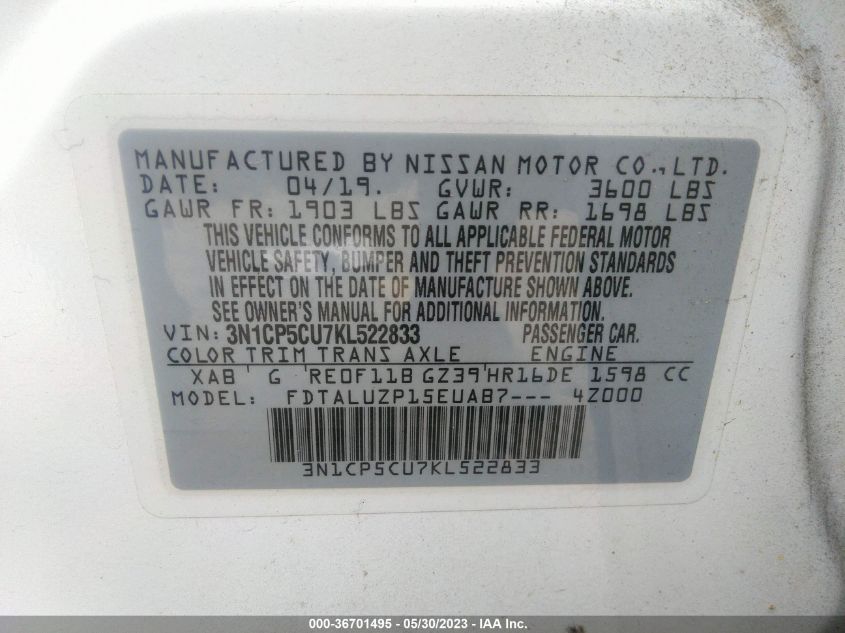 MANUFACTURED BY NISSAN MOTOR CO., LTD.
DATE: 04/19. GVWR: 3600 LBS
GAWR FR: 1903 LBS GAWR RR: 1698 LBS
THIS VEHICLE CONFORMS TO ALL APPLICABLE FEDERAL MOTOR
VEHICLE SAFETY, BUMPER AND THEFT PREVENTION STANDARDS
IN EFFECT ON THE DATE OF MANUFACTURE SHOWN ABOVE.
SEE OWNER'S MANUAL FOR ADDITIONAL INFORMATION.
VIN: 3N1CP5CU7KL522833 PASSENGER CAR.
COLOR TRIM TRANS AXLE ENGINE
XAB G RE0F11B GZ39 HR16DE 1598 CC
MODEL: FDTALUZP15EUAB7--- 4Z000
3N1CP5CU7KL522833
000-36701495 - 05/30/2023 - IAA Inc.